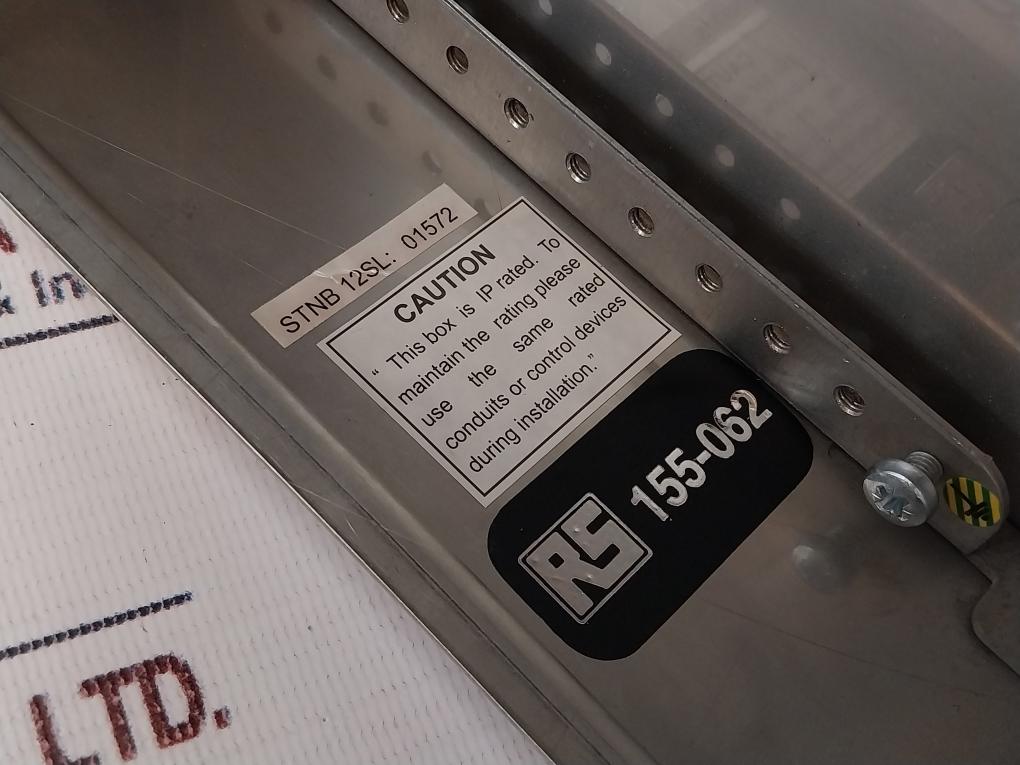 STNB 12SL: 01572
CAUTION
“ This box is IP rated. To
maintain the rating please
use the same rated
conduits or control devices
during installation.”
RS 155-062
& In
LTD.